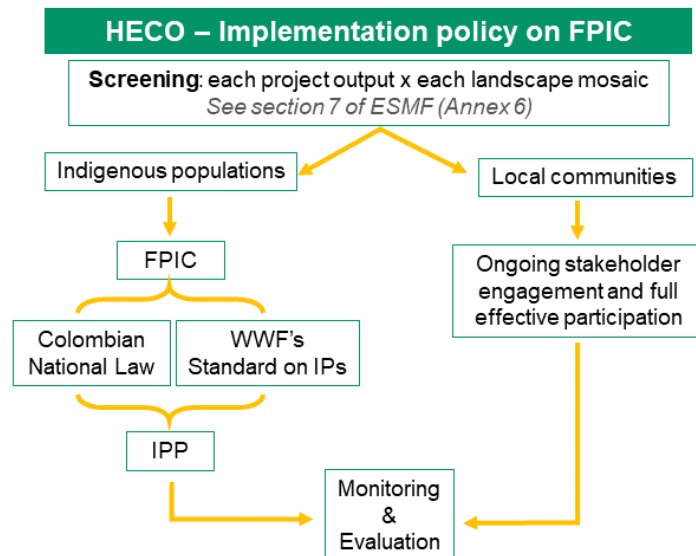 HECO – Implementation policy on FPIC
Screening: each project output x each landscape mosaic
See section 7 of ESMF (Annex 6)
Indigenous populations
Local communities
FPIC
Ongoing stakeholder
engagement and full
effective participation
Colombian
National Law
WWF's
Standard on IPs
IPP
Monitoring
&
Evaluation